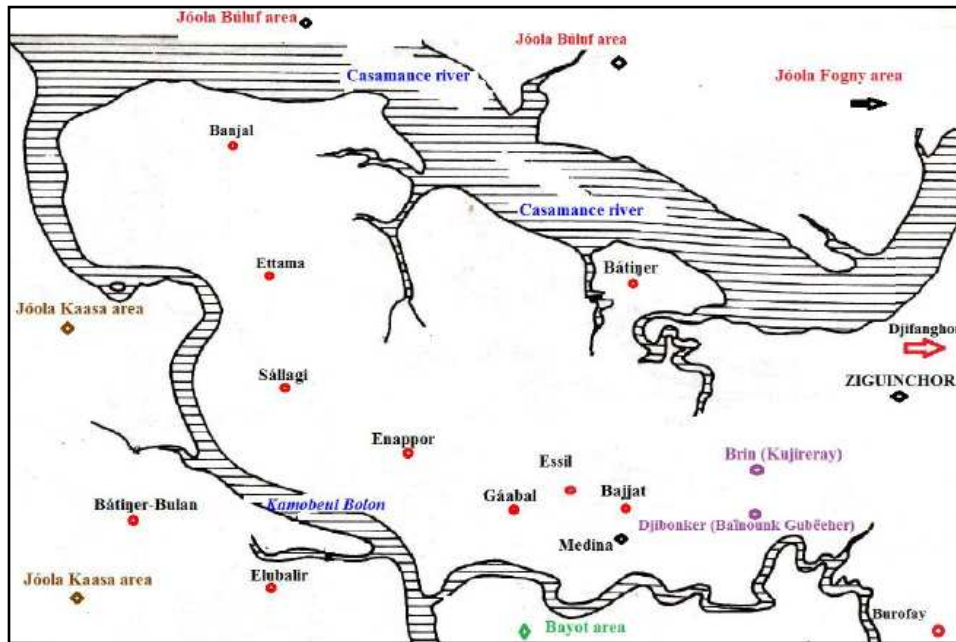 Jóola Búluf area
Jóola Búluf area
Casamance river
Jóola Fogny area
Banjal
Casamance river
Ettama
Bátiŋer
Jóola Kaasa area
Djifanghor
Sállagi
ZIGUINCHOR
Enappor
Brin (Kujireray)
Essil
Bátiŋer-Bulan
Kamobeul Bolon
Gáabal
Bajjat
Djibonker (Baïnounk Gubëeher)
Medina
Jóola Kaasa area
Elubalir
Bayot area
Burofay